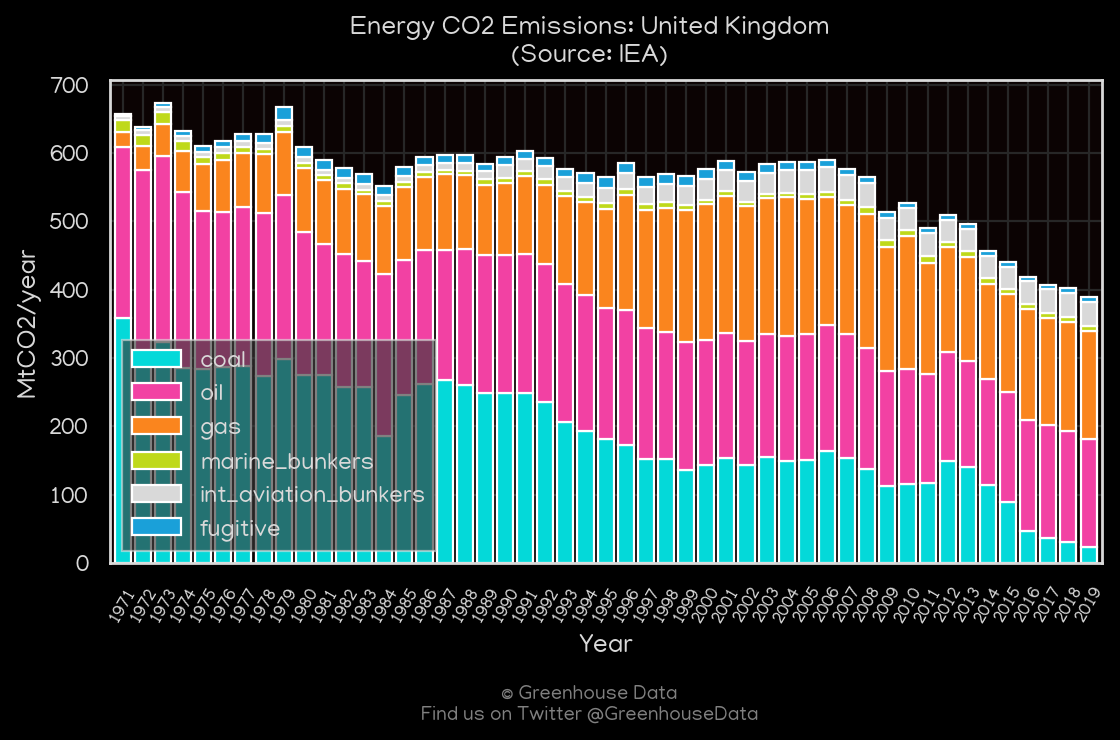 Energy CO2 Emissions: United Kingdom
(Source: IEA)
MtCO2/year
700
600
500
400
300
200
100
0
coal
oil
gas
marine_bunkers
int_aviation_bunkers
fugitive
1971 1972 1973 1974 1975 1976 1977 1978 1979 1980 1981 1982 1983 1984 1985 1986 1987 1988 1989 1990 1991 1992 1993 1994 1995 1996 1997 1998 1999 2000 2001 2002 2003 2004 2005 2006 2007 2008 2009 2010 2011 2012 2013 2014 2015 2016 2017 2018 2019
Year
© Greenhouse Data
Find us on Twitter @GreenhouseData